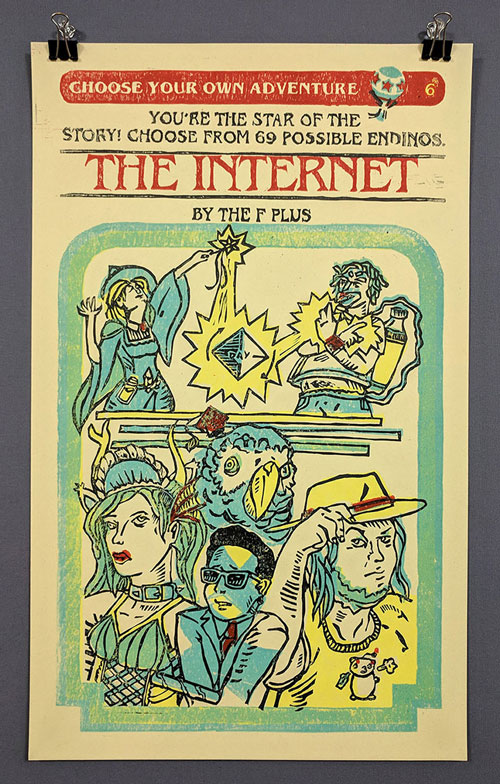 CHOOSE YOUR OWN ADVENTURE
6
YOU'RE THE STAR OF THE
STORY! CHOOSE FROM 69 POSSIBLE ENDINGS.
THE INTERNET
BY THE F PLUS